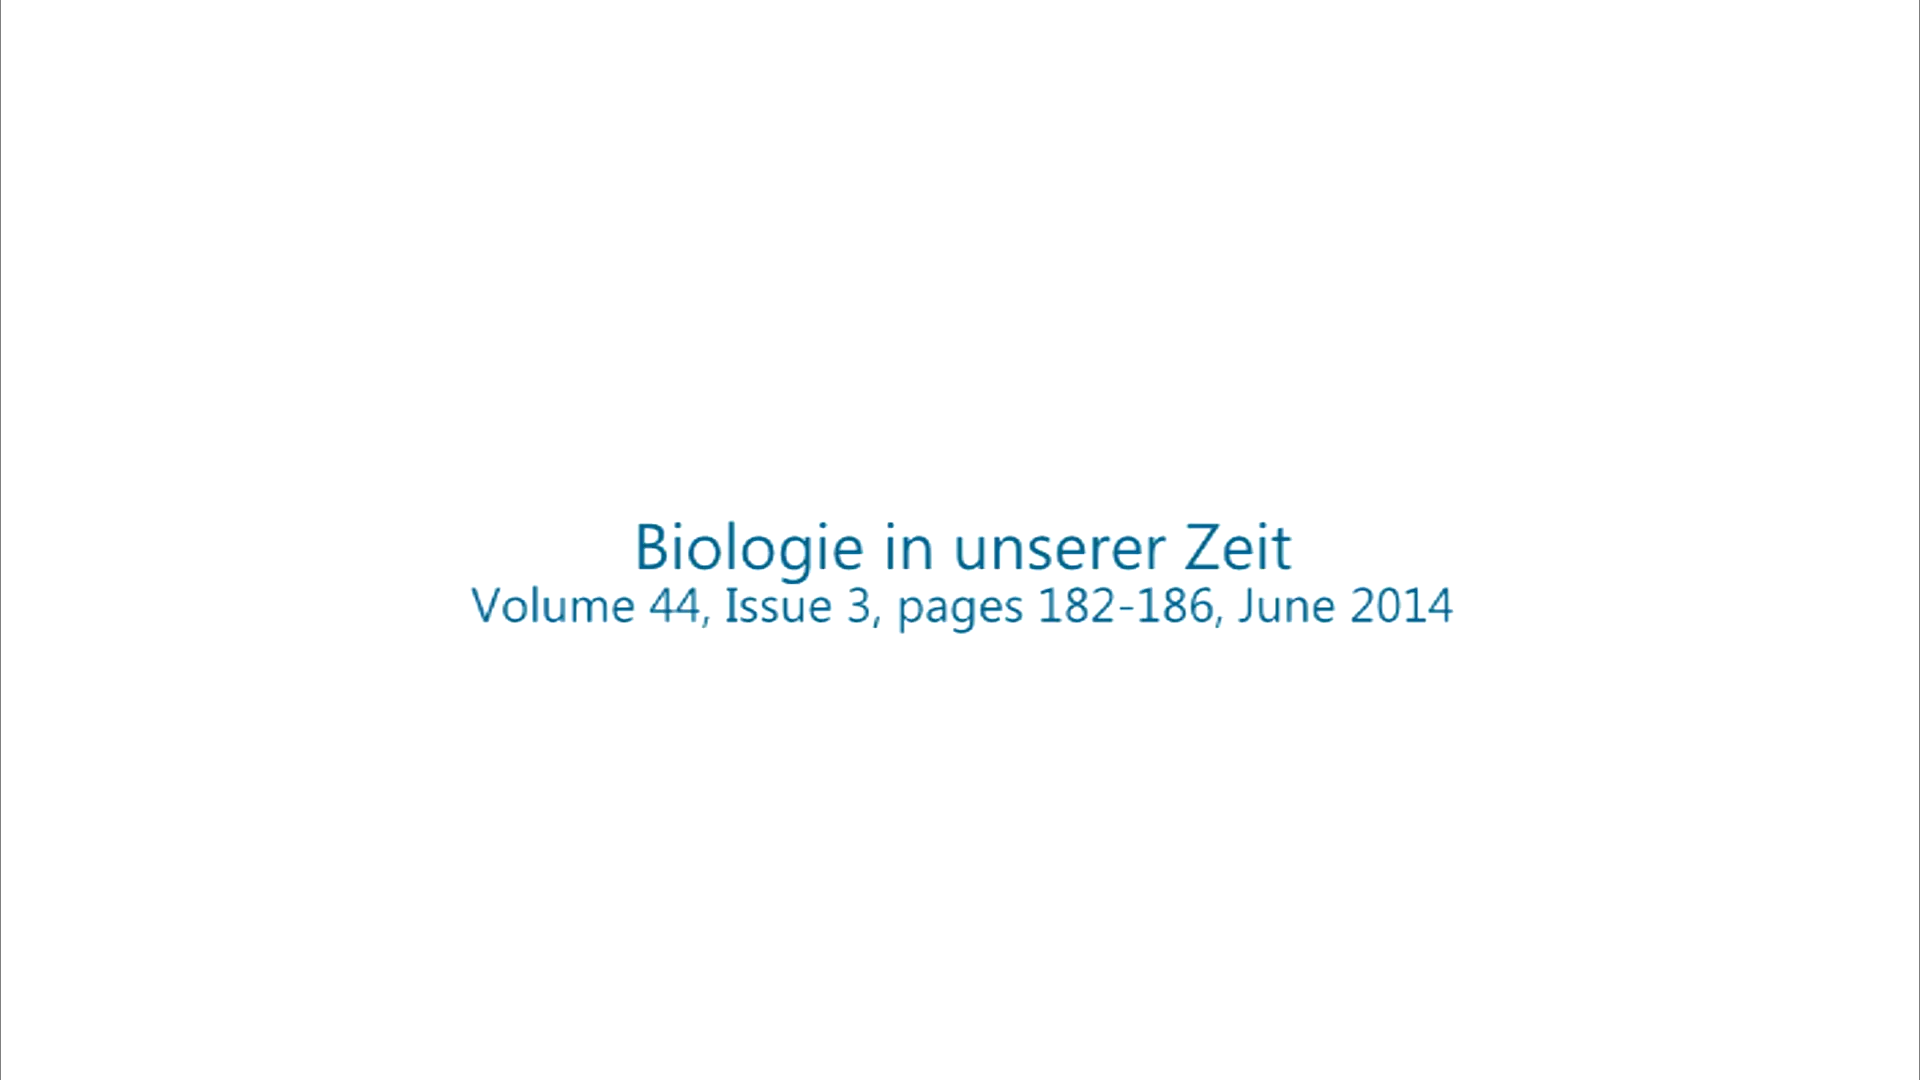 Biologie in unserer Zeit
Volume 44, Issue 3, pages 182-186, June 2014